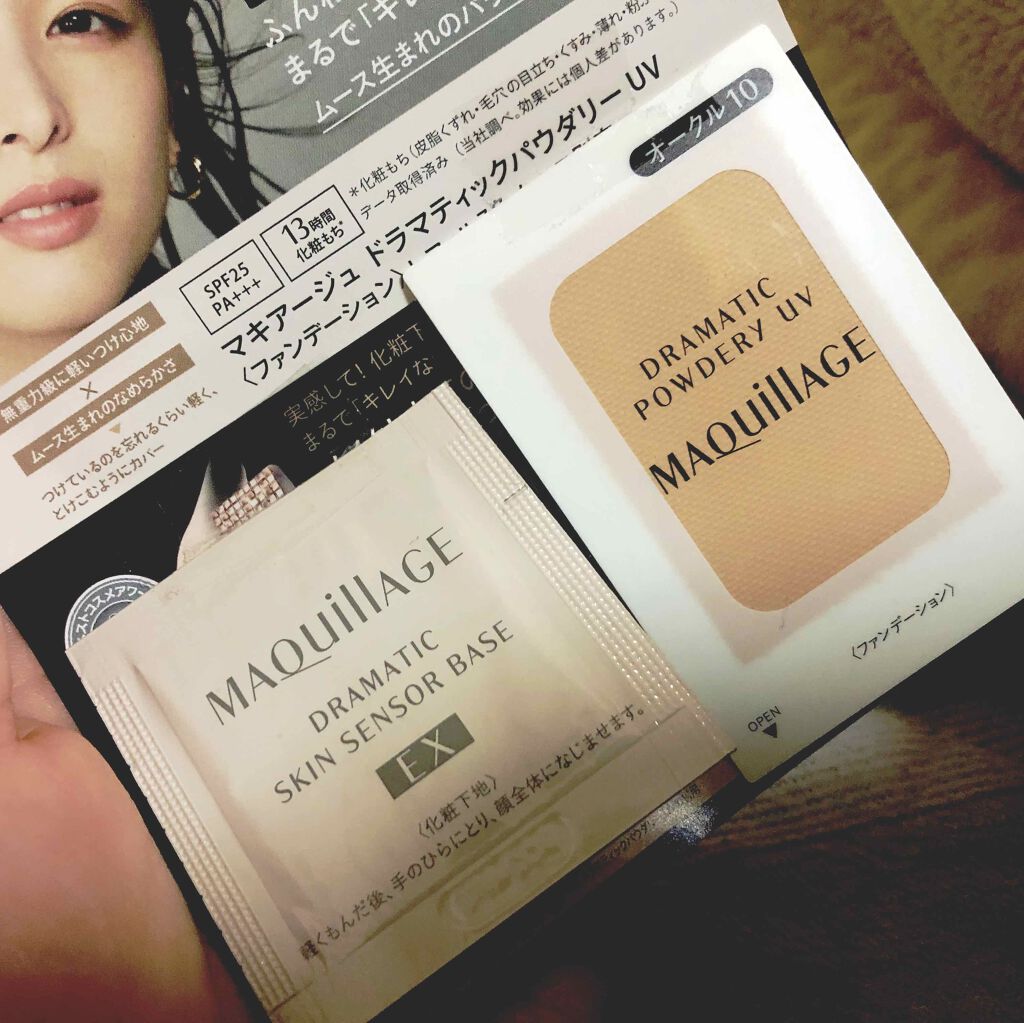 まるで「キレ
ムース生まれのパウ
SPF25
PA+++
13時間
化粧もち*
*化粧もち(皮脂くずれ・毛穴の目立ち・くすみ・薄れ・粉
データ取得済み(当社調べ。効果には個人差があります。)
マキアージュ ドラマティックパウダリー UV
〈ファンデーション〉
無重力級に軽いつけ心地
×
ムース生まれのなめらかさ
つけているのを忘れるくらい軽く、
とけこむようにカバー
実感して!化粧下
まるで「キレイな
オークル10
DRAMATIC
POWDERY UV
MAQuillAGE
〈ファンデーション〉
OPEN
MAQuillAGE
DRAMATIC
SKIN SENSOR BASE
EX
〈化粧下地〉
軽くもんだ後、手のひらにとり、顔全体になじませます。